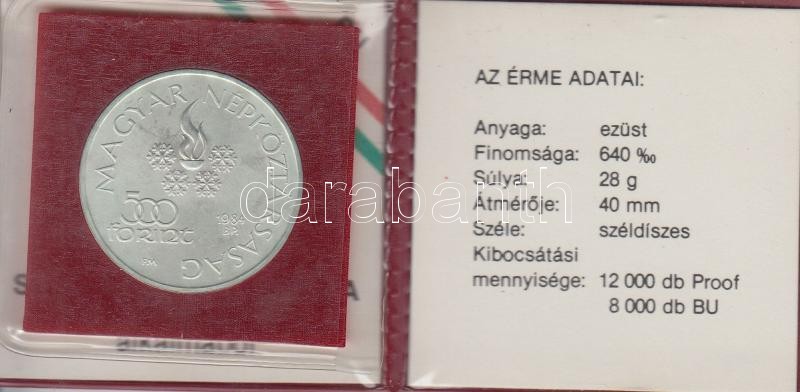 MAGYAR NÉPKÖZTÁRSASÁG
500
FORINT
1984
BP.
AZ ÉRME ADATAI:
Anyaga: ezüst
Finomsága: 640 ‰
Súlya: 28 g
Átmérője: 40 mm
Széle: széldíszes
Kibocsátási
mennyisége: 12 000 db Proof
8 000 db BU
darabanth